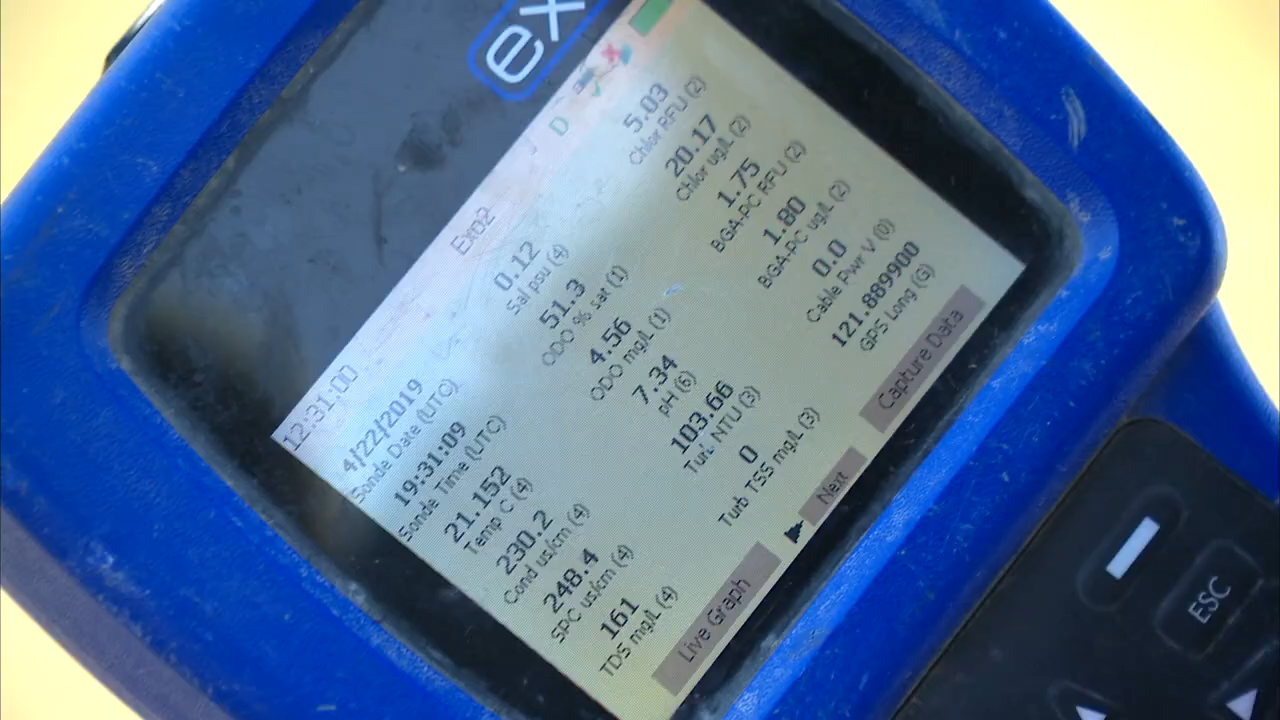 ex
12:31:00 Exo2 D
4/22/2019
Sonde Date (UTC)
19:31:09
Sonde Time (UTC)
21.152
Temp C (4)
230.2
Cond us/cm (4)
248.4
SPC us/cm (4)
161
TDS mg/L (4)
0.12
Sal psu (4)
51.3
ODO % sat (1)
4.56
ODO mg/L (1)
7.34
pH (6)
103.66
Turb NTU (3)
0
Turb TSS mg/L (3)
5.03
Chlor RFU (2)
20.17
Chlor ug/L (2)
1.75
BGA-PC RFU (2)
1.80
BGA-PC ug/L (2)
0.0
Cable Pwr V (0)
121.889900
GPS Long (G)
Live Graph Next Capture Data
ESC